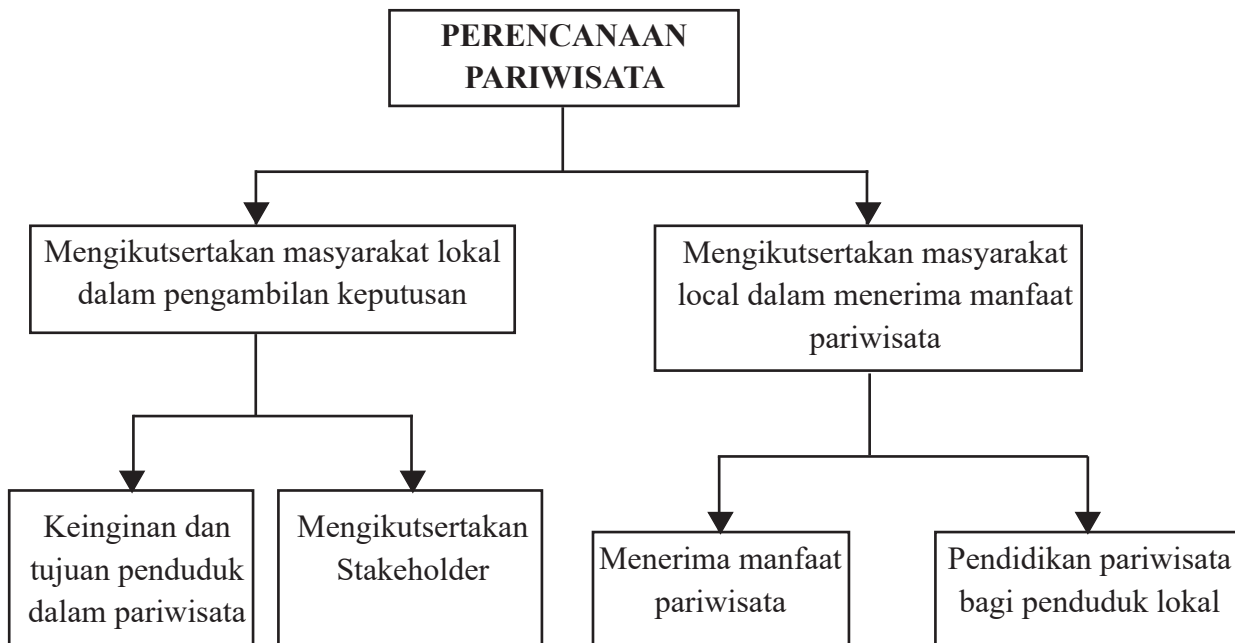 PERENCANAAN
PARIWISATA
Mengikutsertakan masyarakat lokal
dalam pengambilan keputusan
Mengikutsertakan masyarakat
local dalam menerima manfaat
pariwisata
Keinginan dan
tujuan penduduk
dalam pariwisata
Mengikutsertakan
Stakeholder
Menerima manfaat
pariwisata
Pendidikan pariwisata
bagi penduduk lokal